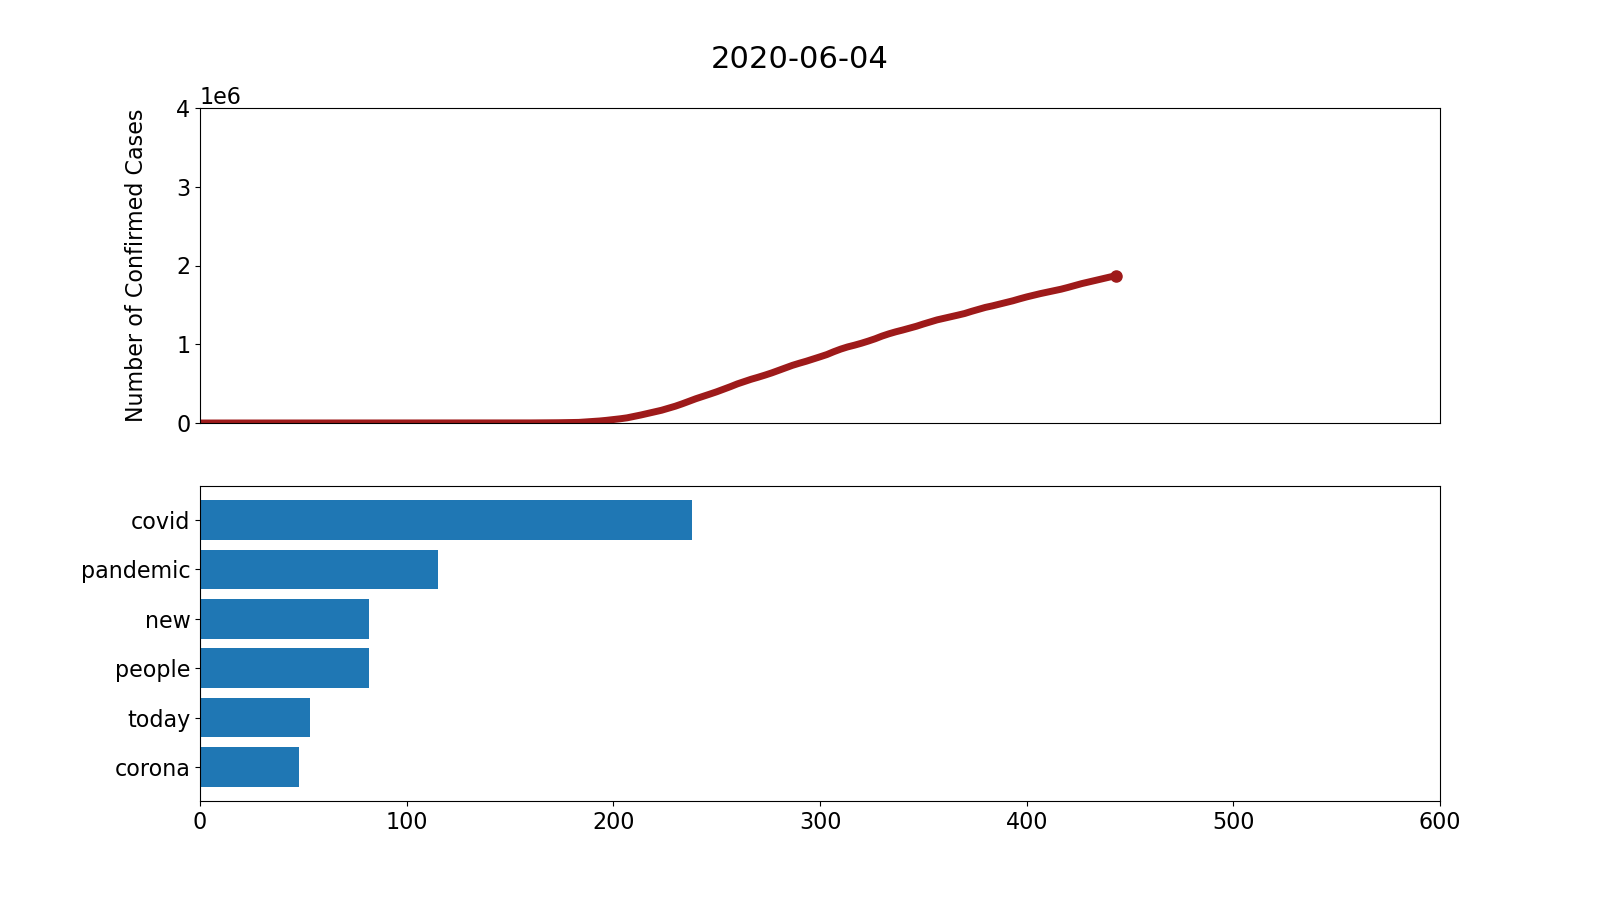 2020-06-04
1e6
4
3
2
1
0
Number of Confirmed Cases
covid
pandemic
new
people
today
corona
0 100 200 300 400 500 600